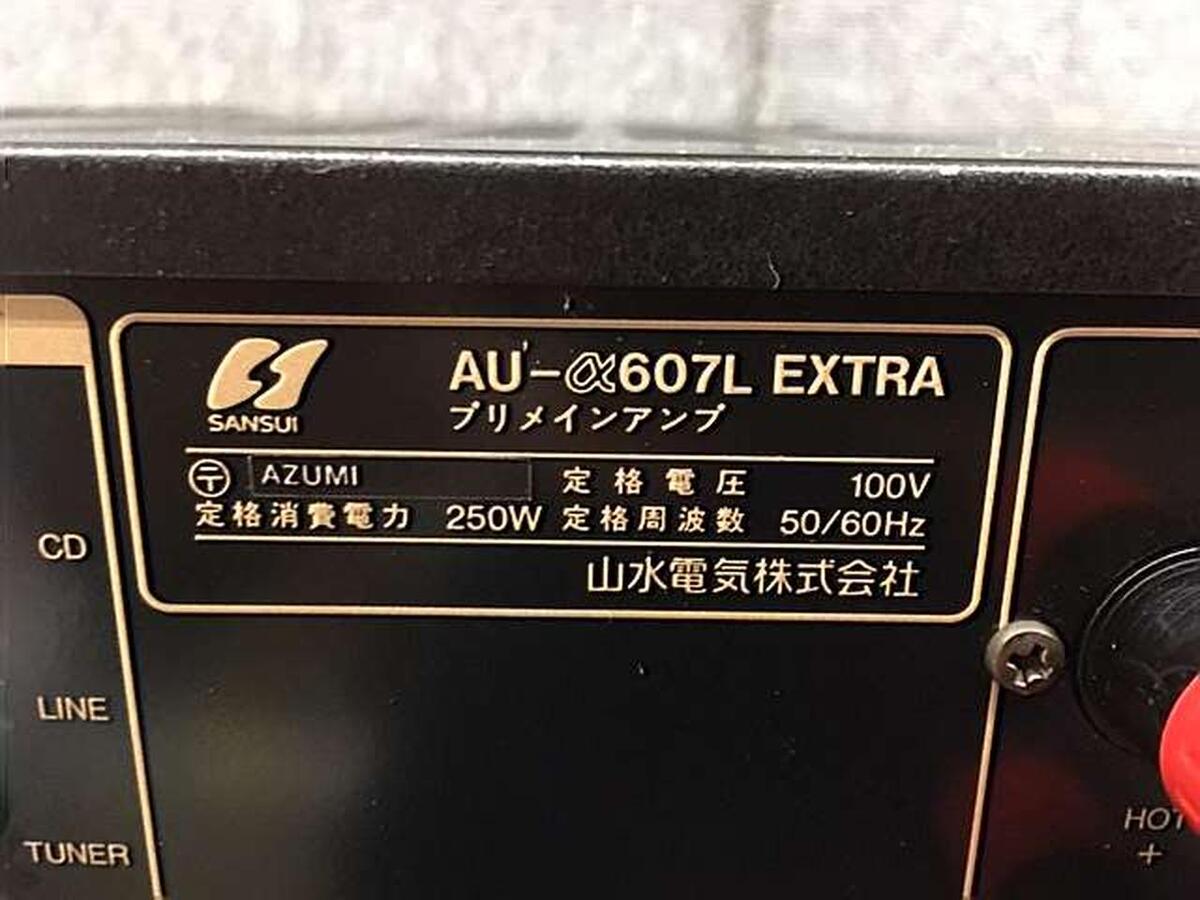 SANSUI
AU-α607L EXTRA
プリメインアンプ
〒 AZUMI 定格電圧 100V
定格消費電力 250W 定格周波数 50/60Hz
山水電気株式会社
CD
LINE
TUNER
HOT
+